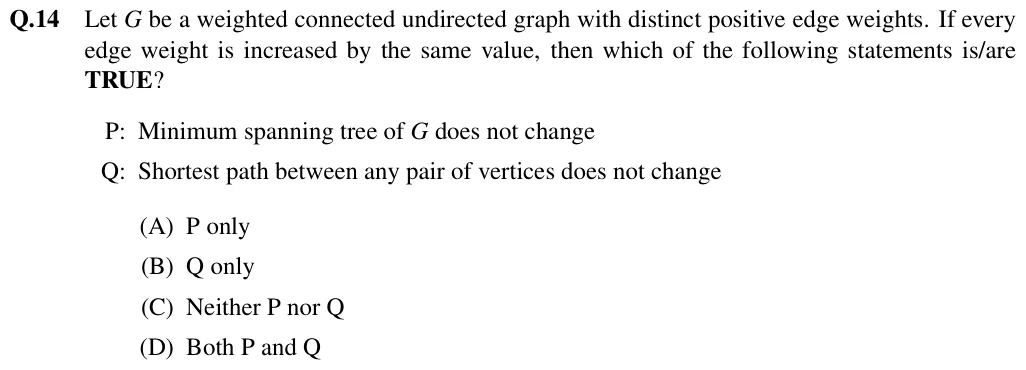 Q.14 Let G be a weighted connected undirected graph with distinct positive edge weights. If every
edge weight is increased by the same value, then which of the following statements is/are
TRUE?
P: Minimum spanning tree of G does not change
Q: Shortest path between any pair of vertices does not change
(A) P only
(B) Q only
(C) Neither P nor Q
(D) Both P and Q